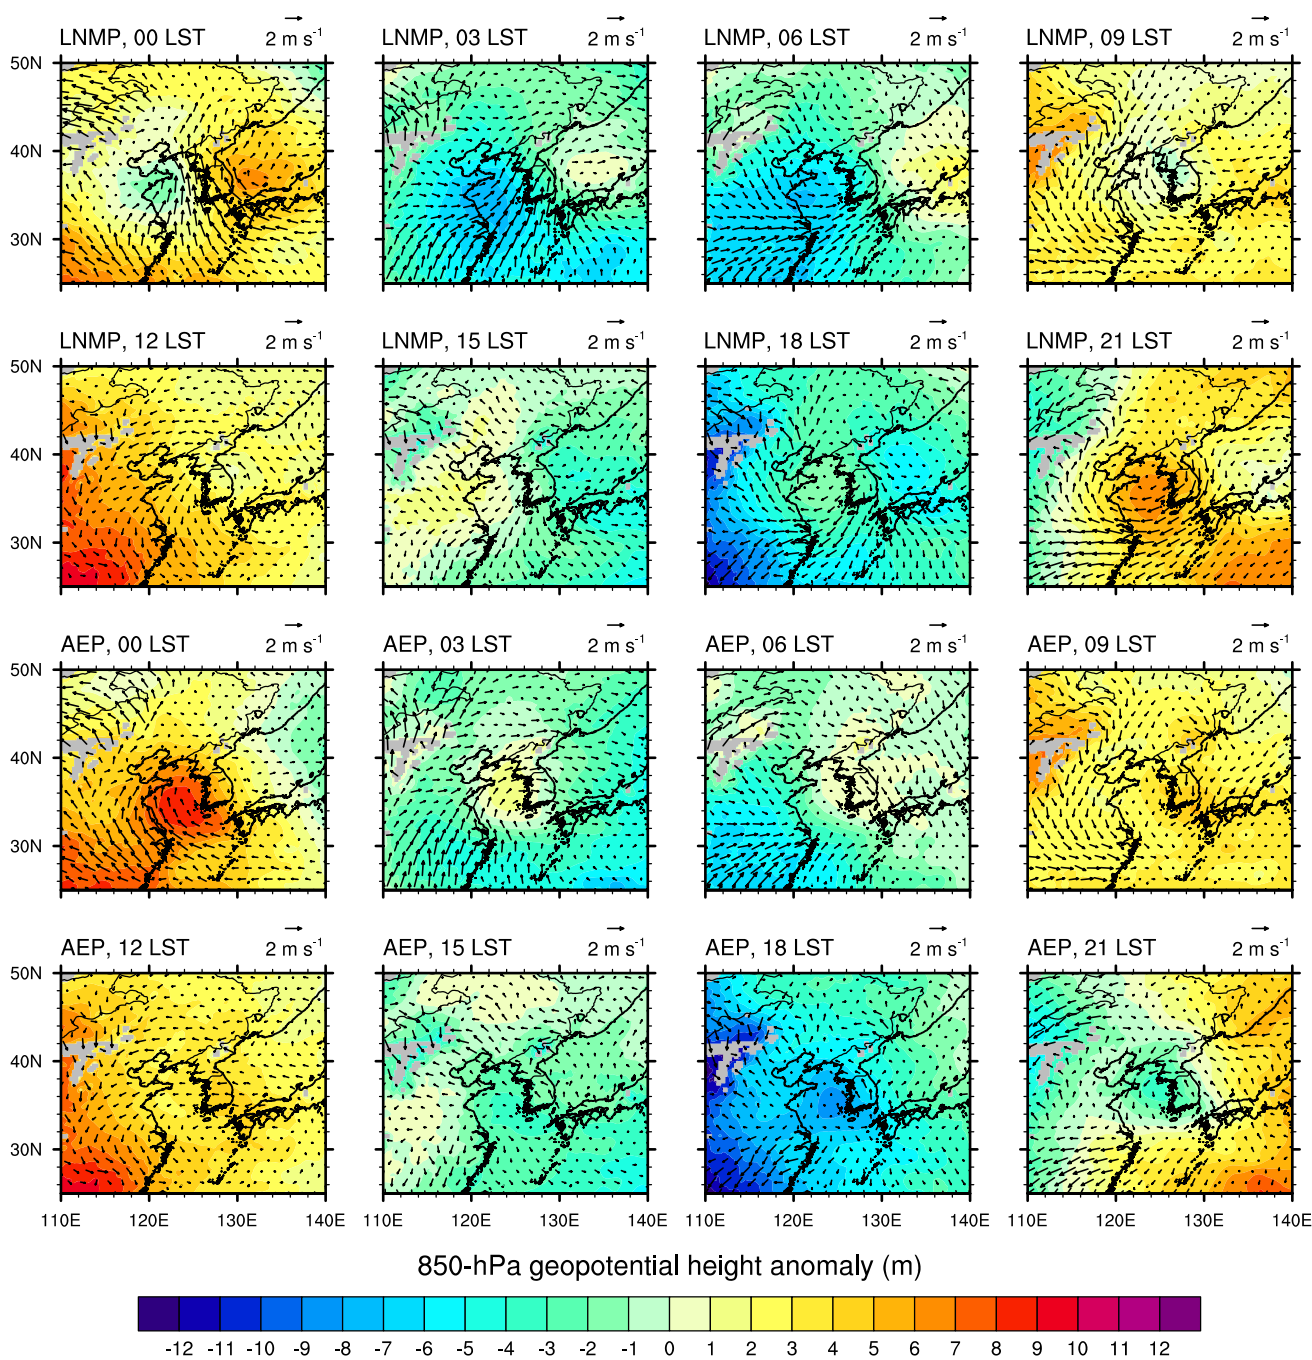 LNMP, 00 LST 2 m s-1 LNMP, 03 LST 2 m s-1 LNMP, 06 LST 2 m s-1 LNMP, 09 LST 2 m s-1
50N
40N
30N
LNMP, 12 LST 2 m s-1 LNMP, 15 LST 2 m s-1 LNMP, 18 LST 2 m s-1 LNMP, 21 LST 2 m s-1
50N
40N
30N
AEP, 00 LST 2 m s-1 AEP, 03 LST 2 m s-1 AEP, 06 LST 2 m s-1 AEP, 09 LST 2 m s-1
50N
40N
30N
AEP, 12 LST 2 m s-1 AEP, 15 LST 2 m s-1 AEP, 18 LST 2 m s-1 AEP, 21 LST 2 m s-1
50N
40N
30N
110E 120E 130E 140E 110E 120E 130E 140E 110E 120E 130E 140E 110E 120E 130E 140E
850-hPa geopotential height anomaly (m)
-12 -11 -10 -9 -8 -7 -6 -5 -4 -3 -2 -1 0 1 2 3 4 5 6 7 8 9 10 11 12